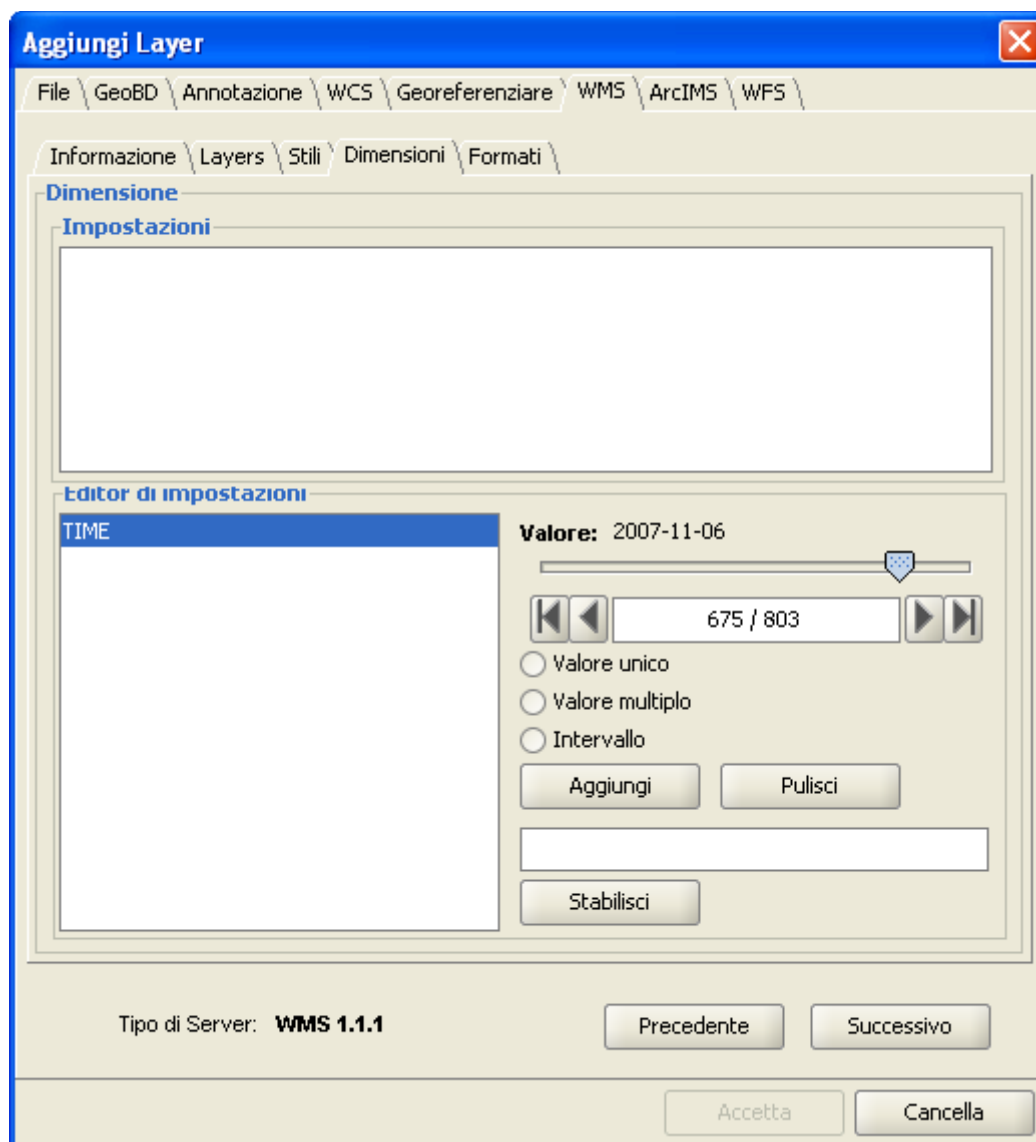 Aggiungi Layer
File GeoBD Annotazione WCS Georeferenziare WMS ArcIMS WFS
Informazione Layers Stili Dimensioni Formati
Dimensione
Impostazioni
Editor di impostazioni
TIME
Valore: 2007-11-06
675 / 803
Valore unico
Valore multiplo
Intervallo
Aggiungi Pulisci
Stabilisci
Tipo di Server: WMS 1.1.1
Precedente Successivo
Accetta Cancella